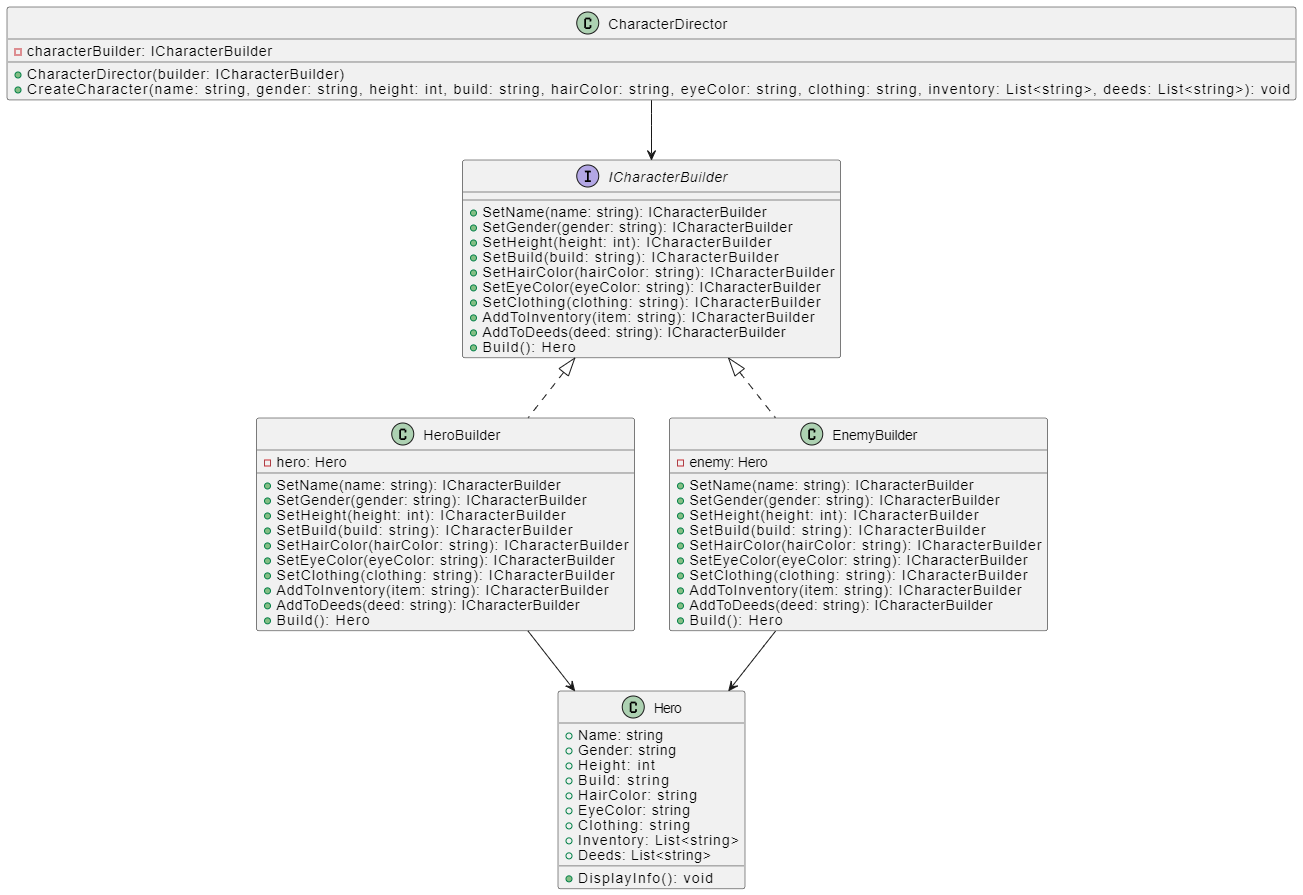 C CharacterDirector
characterBuilder: ICharacterBuilder
CharacterDirector(builder: ICharacterBuilder)
CreateCharacter(name: string, gender: string, height: int, build: string, hairColor: string, eyeColor: string, clothing: string, inventory: List<string>, deeds: List<string>): void
I ICharacterBuilder
SetName(name: string): ICharacterBuilder
SetGender(gender: string): ICharacterBuilder
SetHeight(height: int): ICharacterBuilder
SetBuild(build: string): ICharacterBuilder
SetHairColor(hairColor: string): ICharacterBuilder
SetEyeColor(eyeColor: string): ICharacterBuilder
SetClothing(clothing: string): ICharacterBuilder
AddToInventory(item: string): ICharacterBuilder
AddToDeeds(deed: string): ICharacterBuilder
Build(): Hero
C HeroBuilder
hero: Hero
SetName(name: string): ICharacterBuilder
SetGender(gender: string): ICharacterBuilder
SetHeight(height: int): ICharacterBuilder
SetBuild(build: string): ICharacterBuilder
SetHairColor(hairColor: string): ICharacterBuilder
SetEyeColor(eyeColor: string): ICharacterBuilder
SetClothing(clothing: string): ICharacterBuilder
AddToInventory(item: string): ICharacterBuilder
AddToDeeds(deed: string): ICharacterBuilder
Build(): Hero
C EnemyBuilder
enemy: Hero
SetName(name: string): ICharacterBuilder
SetGender(gender: string): ICharacterBuilder
SetHeight(height: int): ICharacterBuilder
SetBuild(build: string): ICharacterBuilder
SetHairColor(hairColor: string): ICharacterBuilder
SetEyeColor(eyeColor: string): ICharacterBuilder
SetClothing(clothing: string): ICharacterBuilder
AddToInventory(item: string): ICharacterBuilder
AddToDeeds(deed: string): ICharacterBuilder
Build(): Hero
C Hero
Name: string
Gender: string
Height: int
Build: string
HairColor: string
EyeColor: string
Clothing: string
Inventory: List<string>
Deeds: List<string>
DisplayInfo(): void